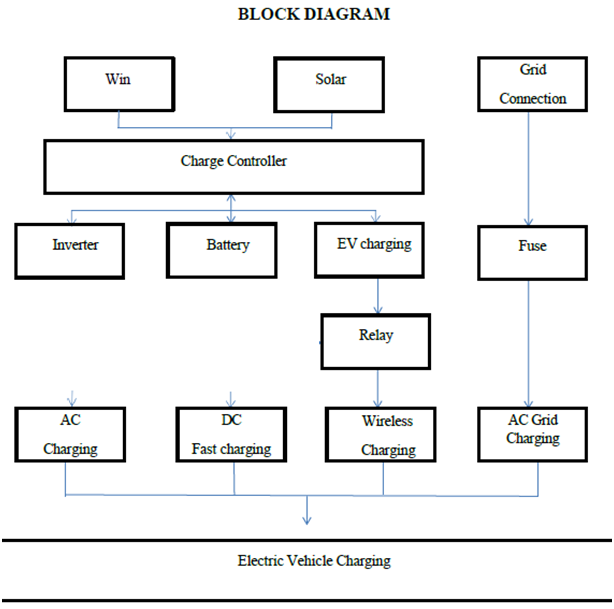 BLOCK DIAGRAM
Win
Solar
Grid
Connection
Charge Controller
Inverter
Battery
EV charging
Fuse
Relay
AC
Charging
DC
Fast charging
Wireless
Charging
AC Grid
Charging
Electric Vehicle Charging